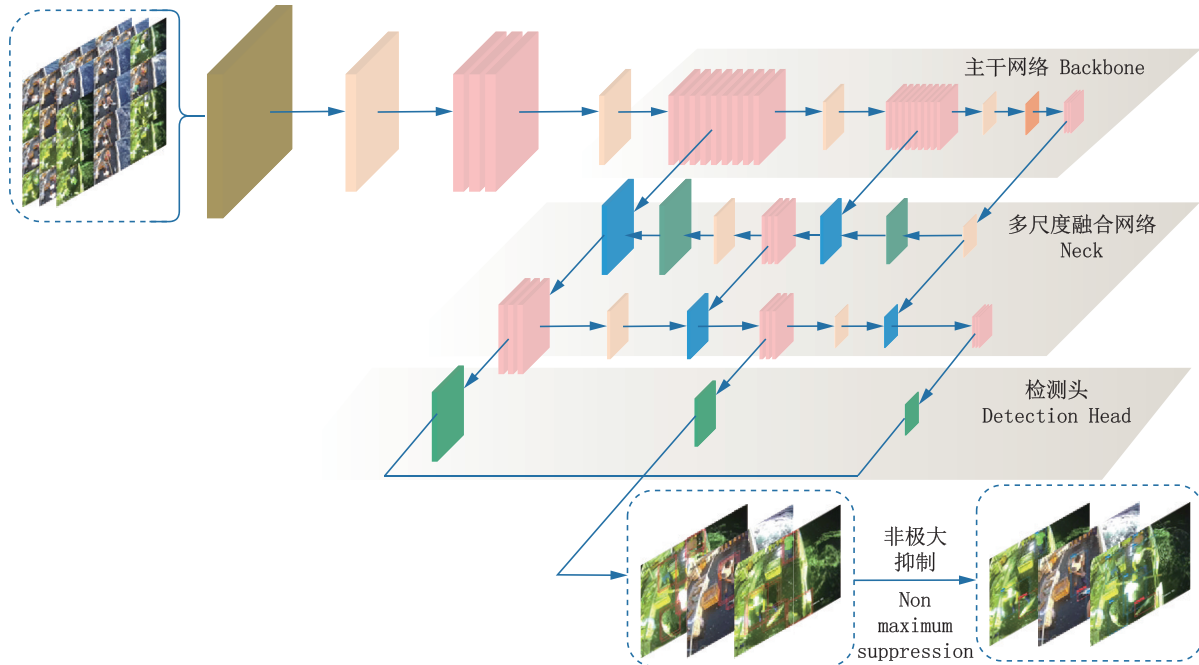 主干网络 Backbone
多尺度融合网络
Neck
检测头
Detection Head
非极大
抑制
Non
maximum
suppression